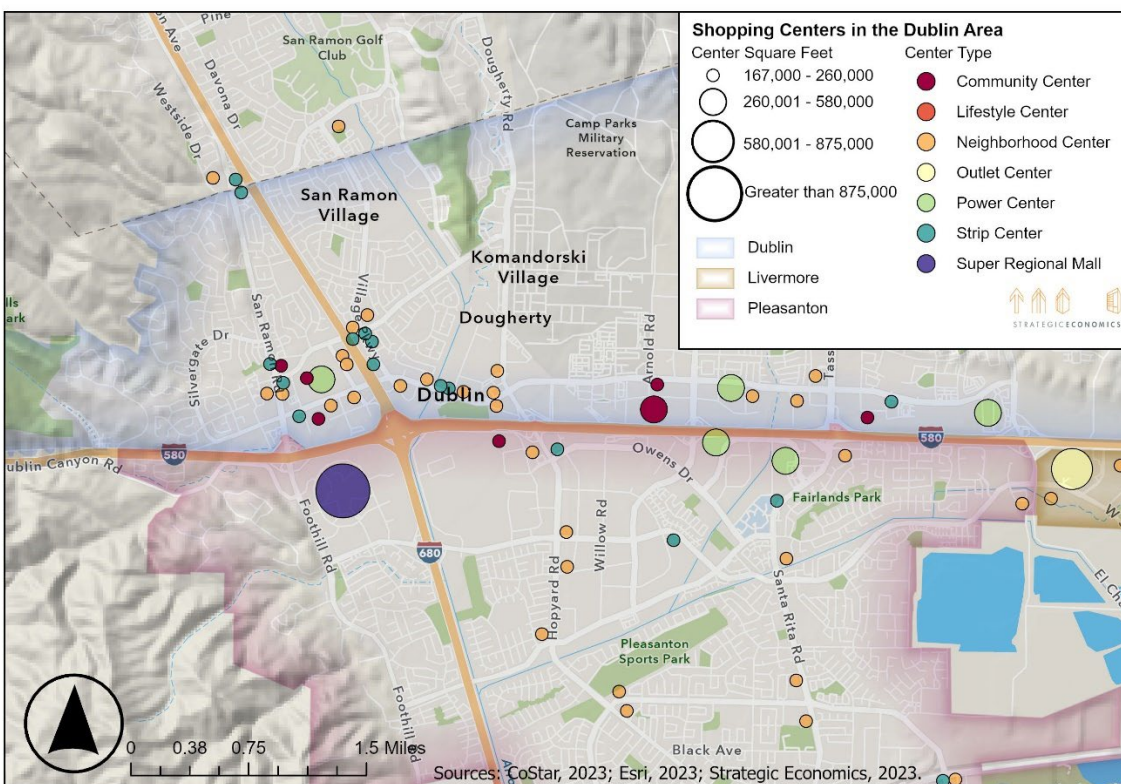 Shopping Centers in the Dublin Area
Center Square Feet
167,000 - 260,000
260,001 - 580,000
580,001 - 875,000
Greater than 875,000
Dublin
Livermore
Pleasanton
Center Type
Community Center
Lifestyle Center
Neighborhood Center
Outlet Center
Power Center
Strip Center
Super Regional Mall
STRATEGICECONOMICS
Pine
Ave
Davona Dr
Westside Dr
San Ramon Golf
Club
Dougherty Rd
Camp Parks
Military
Reservation
San Ramon
Village
Komandorski
Village
Dougherty
Village
Silvergate Dr
San Ramon Rd
Arnold Rd
Tass
Dublin
580
Dublin Canyon Rd
580
Owens Dr
Fairlands Park
Foothill Rd
680
Willow Rd
Hopyard Rd
Santa Rita Rd
El Cha
Pleasanton
Sports Park
Foothill Rd
Black Ave
0 0.38 0.75 1.5 Miles
Sources: CoStar, 2023; Esri, 2023; Strategic Economics, 2023.